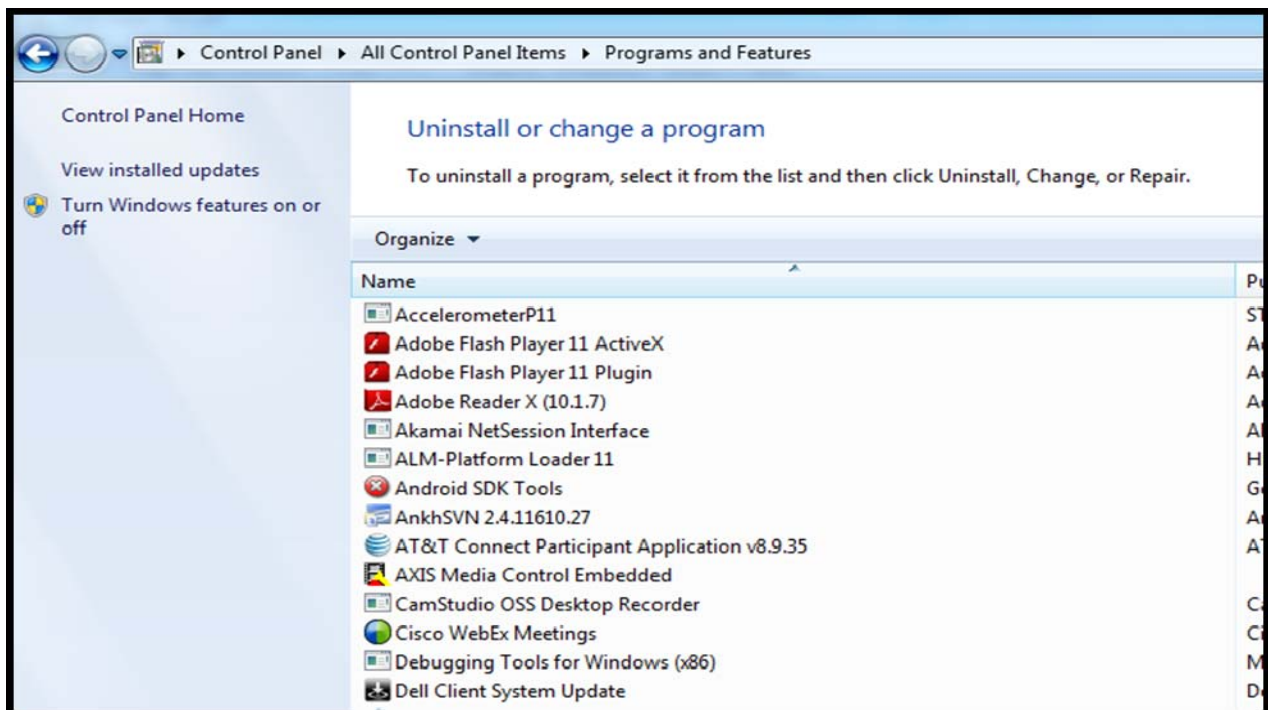 Control Panel ▸ All Control Panel Items ▸ Programs and Features
Control Panel Home
View installed updates
Turn Windows features on or
off
Uninstall or change a program
To uninstall a program, select it from the list and then click Uninstall, Change, or Repair.
Organize
Name
AccelerometerP11
Adobe Flash Player 11 ActiveX
Adobe Flash Player 11 Plugin
Adobe Reader X (10.1.7)
Akamai NetSession Interface
ALM-Platform Loader 11
Android SDK Tools
AnkhSVN 2.4.11610.27
AT&T Connect Participant Application v8.9.35
AXIS Media Control Embedded
CamStudio OSS Desktop Recorder
Cisco WebEx Meetings
Debugging Tools for Windows (x86)
Dell Client System Update